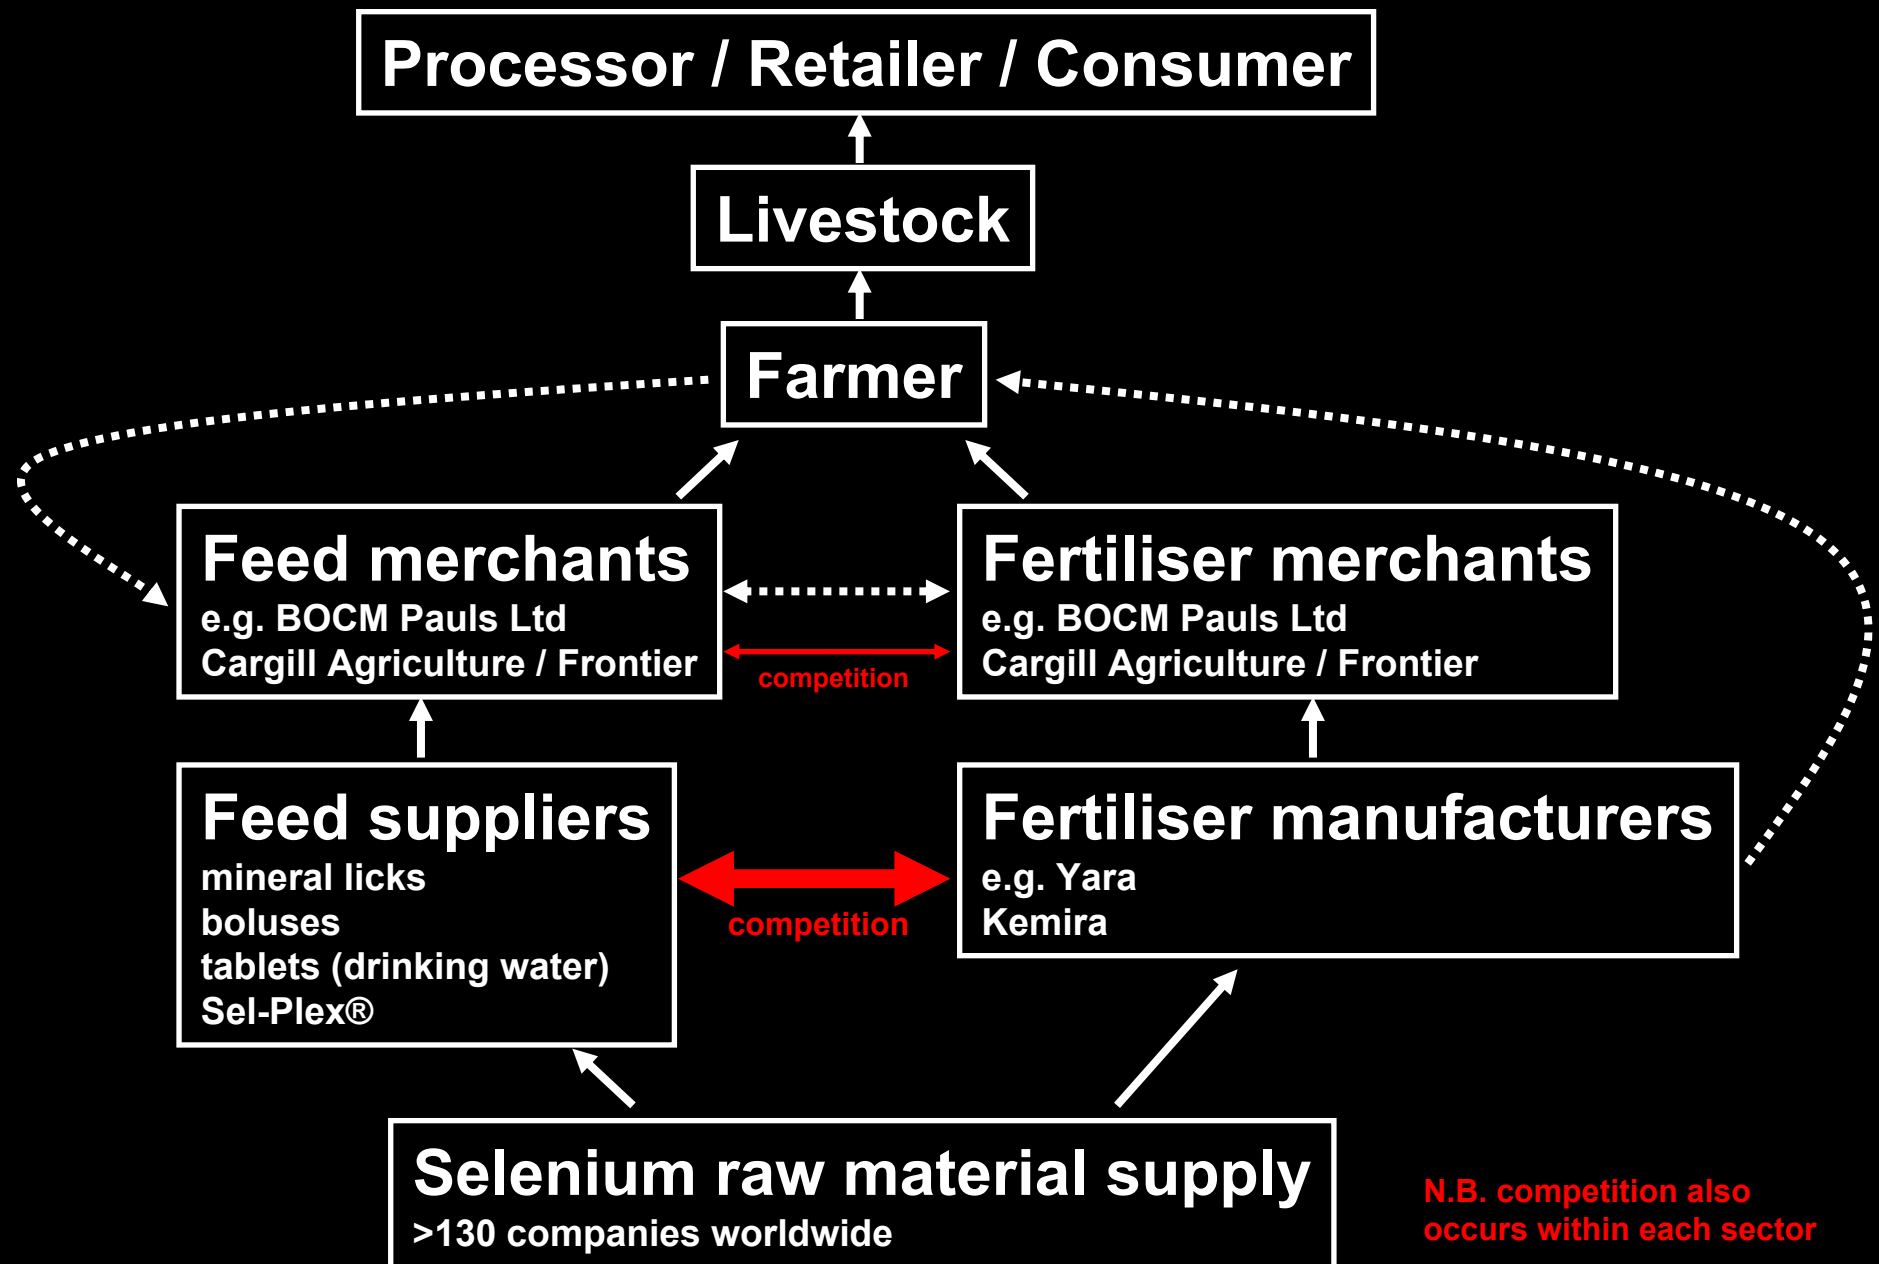 Processor / Retailer / Consumer
Livestock
Farmer
Feed merchants
e.g. BOCM Pauls Ltd
Cargill Agriculture / Frontier
competition
Fertiliser merchants
e.g. BOCM Pauls Ltd
Cargill Agriculture / Frontier
Feed suppliers
mineral licks
boluses
tablets (drinking water)
Sel-Plex®
competition
Fertiliser manufacturers
e.g. Yara
Kemira
Selenium raw material supply
>130 companies worldwide
N.B. competition also
occurs within each sector